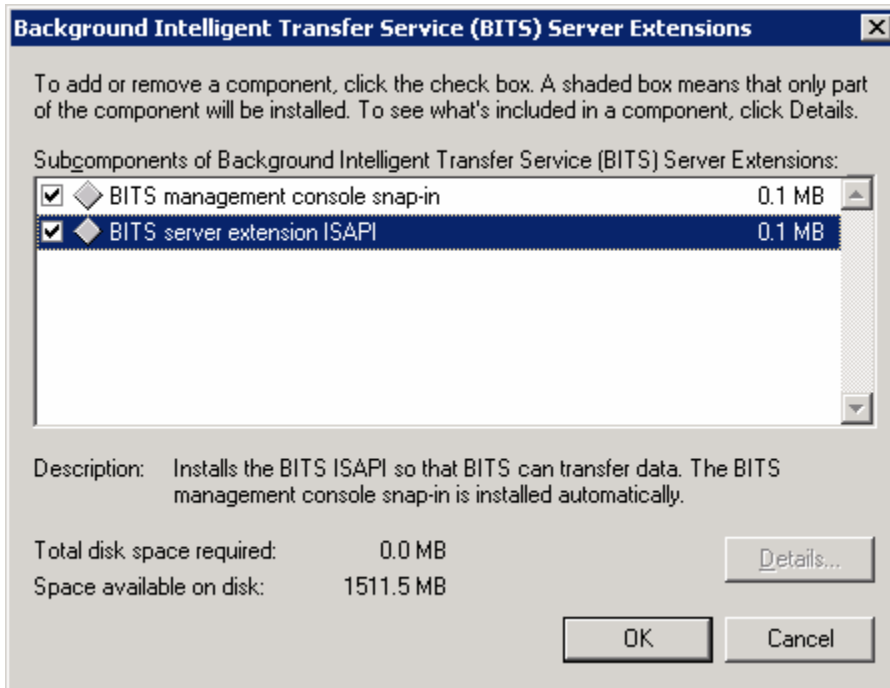 Background Intelligent Transfer Service (BITS) Server Extensions
To add or remove a component, click the check box. A shaded box means that only part
of the component will be installed. To see what's included in a component, click Details.
Subcomponents of Background Intelligent Transfer Service (BITS) Server Extensions:
BITS management console snap-in 0.1 MB
BITS server extension ISAPI 0.1 MB
Description: Installs the BITS ISAPI so that BITS can transfer data. The BITS
management console snap-in is installed automatically.
Total disk space required: 0.0 MB
Details...
Space available on disk: 1511.5 MB
OK Cancel